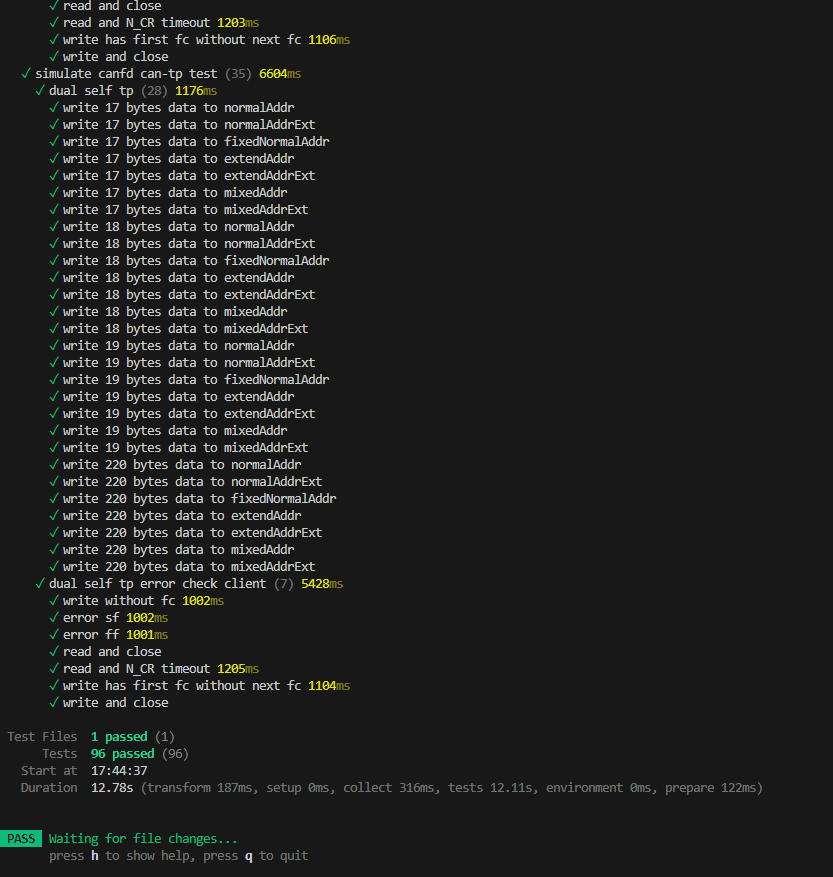 ✓ read and close
✓ read and N_CR timeout 1203ms
✓ write has first fc without next fc 1106ms
✓ write and close
✓ simulate canfd can-tp test (35) 6604ms
✓ dual self tp (28) 1176ms
✓ write 17 bytes data to normalAddr
✓ write 17 bytes data to normalAddrExt
✓ write 17 bytes data to fixedNormalAddr
✓ write 17 bytes data to extendAddr
✓ write 17 bytes data to extendAddrExt
✓ write 17 bytes data to mixedAddr
✓ write 17 bytes data to mixedAddrExt
✓ write 18 bytes data to normalAddr
✓ write 18 bytes data to normalAddrExt
✓ write 18 bytes data to fixedNormalAddr
✓ write 18 bytes data to extendAddr
✓ write 18 bytes data to extendAddrExt
✓ write 18 bytes data to mixedAddr
✓ write 18 bytes data to mixedAddrExt
✓ write 19 bytes data to normalAddr
✓ write 19 bytes data to normalAddrExt
✓ write 19 bytes data to fixedNormalAddr
✓ write 19 bytes data to extendAddr
✓ write 19 bytes data to extendAddrExt
✓ write 19 bytes data to mixedAddr
✓ write 19 bytes data to mixedAddrExt
✓ write 220 bytes data to normalAddr
✓ write 220 bytes data to normalAddrExt
✓ write 220 bytes data to fixedNormalAddr
✓ write 220 bytes data to extendAddr
✓ write 220 bytes data to extendAddrExt
✓ write 220 bytes data to mixedAddr
✓ write 220 bytes data to mixedAddrExt
✓ dual self tp error check client (7) 5428ms
✓ write without fc 1002ms
✓ error sf 1002ms
✓ error ff 1001ms
✓ read and close
✓ read and N_CR timeout 1205ms
✓ write has first fc without next fc 1104ms
✓ write and close
Test Files 1 passed (1)
Tests 96 passed (96)
Start at 17:44:37
Duration 12.78s (transform 187ms, setup 0ms, collect 316ms, tests 12.11s, environment 0ms, prepare 122ms)
PASS Waiting for file changes...
press h to show help, press q to quit